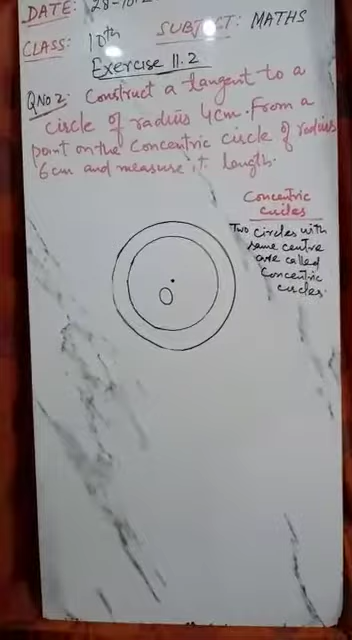 DATE: 28-10-
SUBJECT: MATHS
CLASS: 10th
Exercise 11.2
QNo 2: Construct a tangent to a
circle of radius 4cm. From a
point on the Concentric circle of radius
6cm and measure its length.
Concentric
Circles
Two circles with
same centre
are called
Concentric
circles.
O